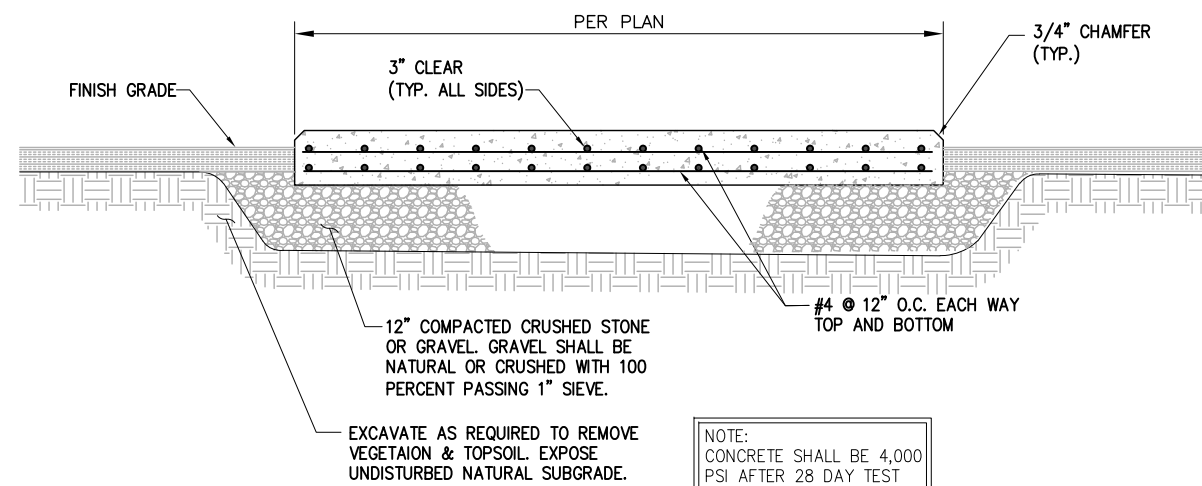 PER PLAN
3/4" CHAMFER
(TYP.)
3" CLEAR
(TYP. ALL SIDES)
FINISH GRADE
#4 @ 12" O.C. EACH WAY
TOP AND BOTTOM
12" COMPACTED CRUSHED STONE
OR GRAVEL. GRAVEL SHALL BE
NATURAL OR CRUSHED WITH 100
PERCENT PASSING 1" SIEVE.
EXCAVATE AS REQUIRED TO REMOVE
VEGETAION & TOPSOIL. EXPOSE
UNDISTURBED NATURAL SUBGRADE.
NOTE:
CONCRETE SHALL BE 4,000
PSI AFTER 28 DAY TEST